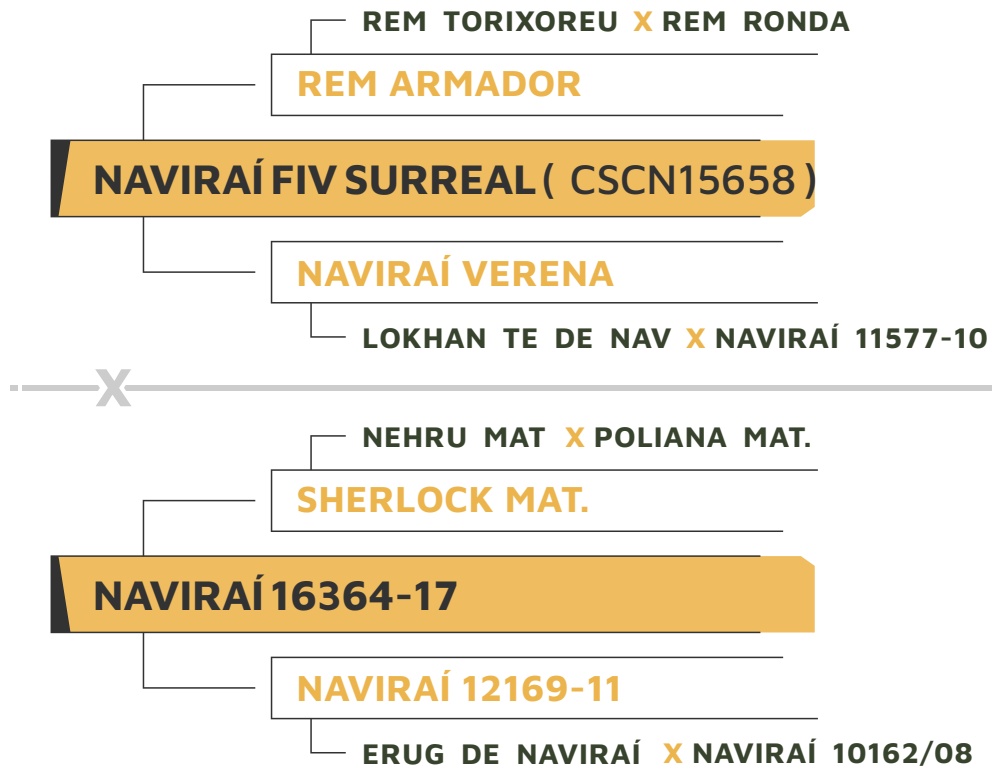 REM TORIXOREU X REM RONDA
REM ARMADOR
NAVIRAÍ FIV SURREAL ( CSCN15658 )
NAVIRAÍ VERENA
LOKHAN TE DE NAV X NAVIRAÍ 11577-10
X
NEHRU MAT X POLIANA MAT.
SHERLOCK MAT.
NAVIRAÍ 16364-17
NAVIRAÍ 12169-11
ERUG DE NAVIRAÍ X NAVIRAÍ 10162/08